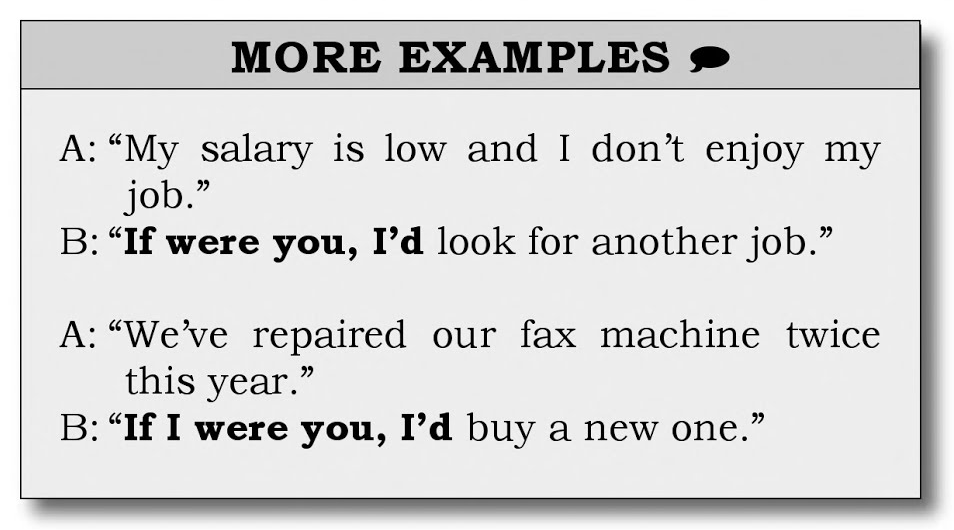 MORE EXAMPLES
A: “My salary is low and I don’t enjoy my
job.”
B: “If were you, I’d look for another job.”
A: “We’ve repaired our fax machine twice
this year.”
B: “If I were you, I’d buy a new one.”